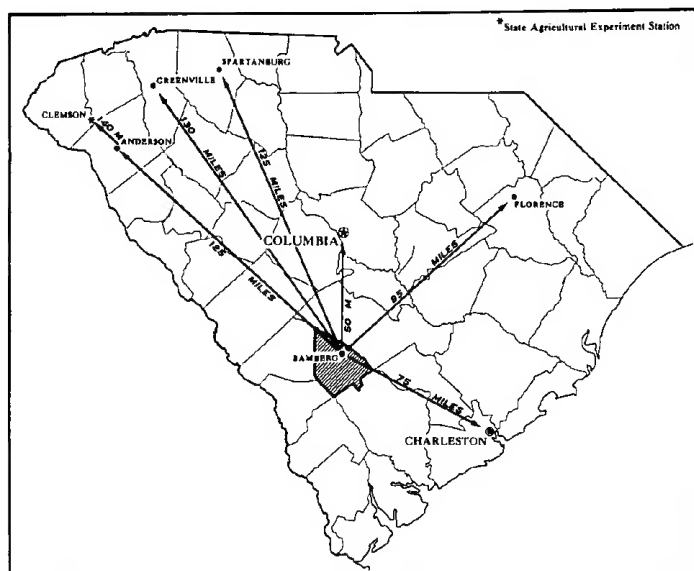 *State Agricultural Experiment Station
SPARTANBURG
GREENVILLE
CLEMSON
140 M
ANDERSON
130 MILES
125 MILES
FLORENCE
COLUMBIA
125 MILES
50 M
85 MILES
BAMBERG
75 MILES
CHARLESTON